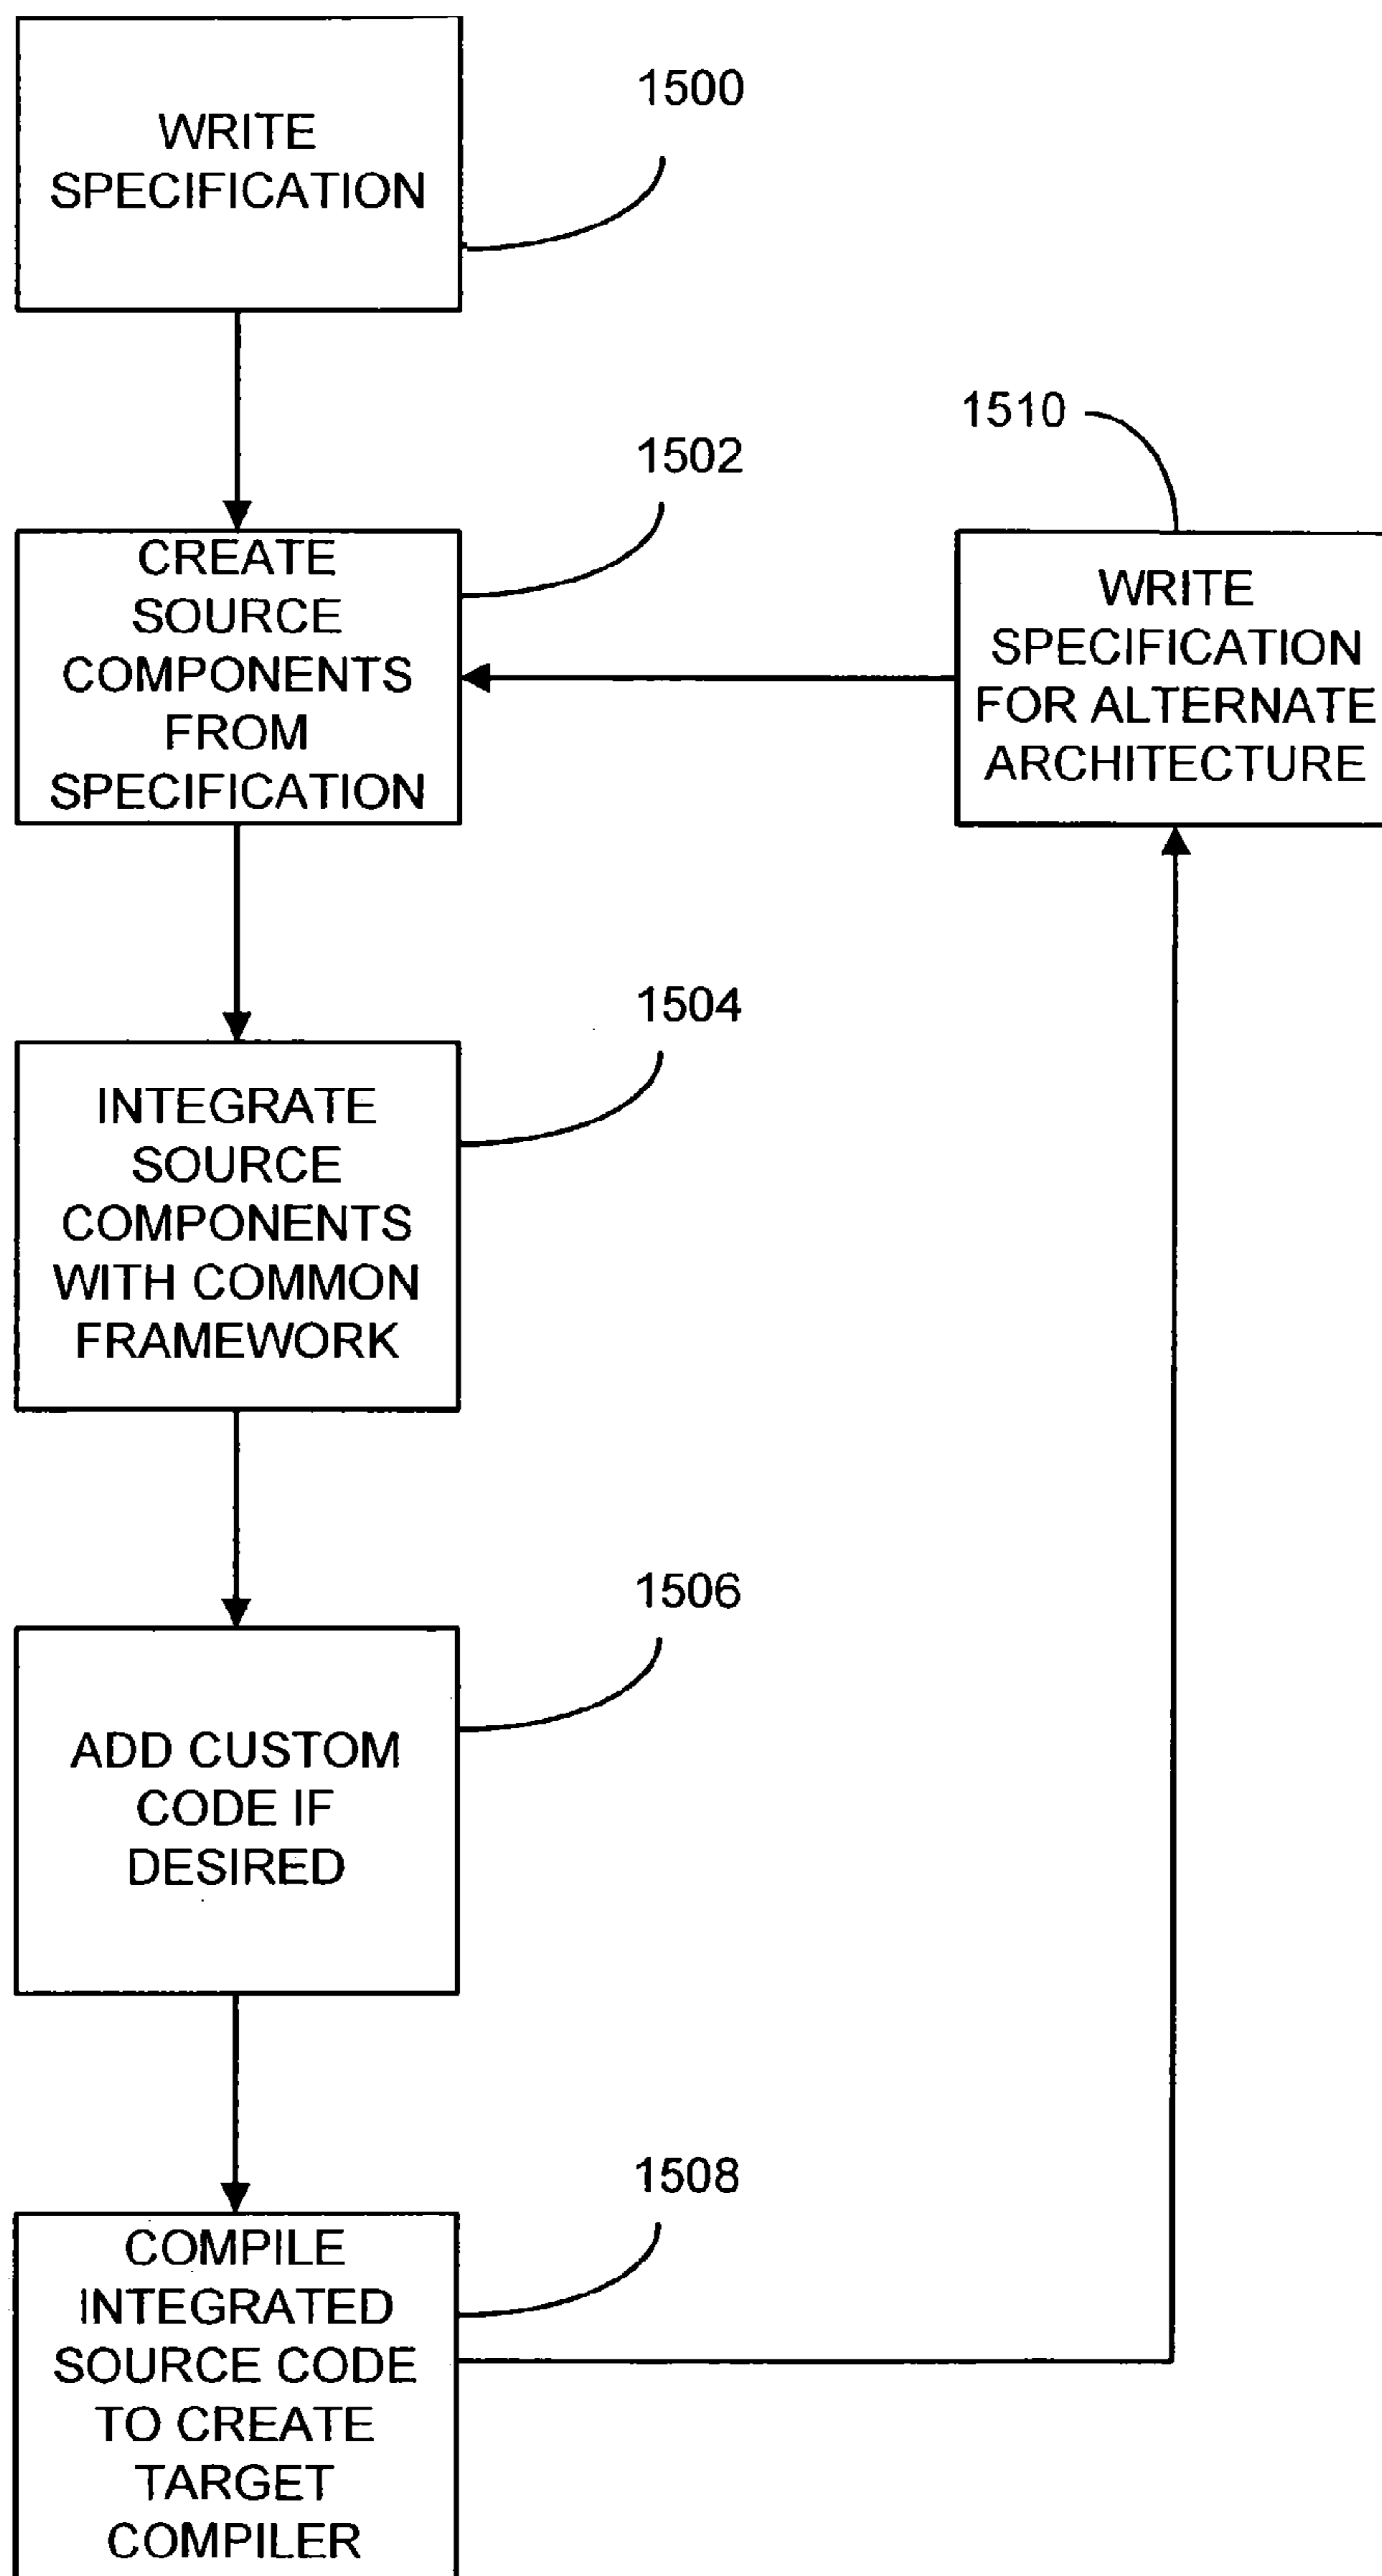 WRITE
SPECIFICATION
1500
CREATE
SOURCE
COMPONENTS
FROM
SPECIFICATION
1502
1510
WRITE
SPECIFICATION
FOR ALTERNATE
ARCHITECTURE
INTEGRATE
SOURCE
COMPONENTS
WITH COMMON
FRAMEWORK
1504
ADD CUSTOM
CODE IF
DESIRED
1506
COMPILE
INTEGRATED
SOURCE CODE
TO CREATE
TARGET
COMPILER
1508